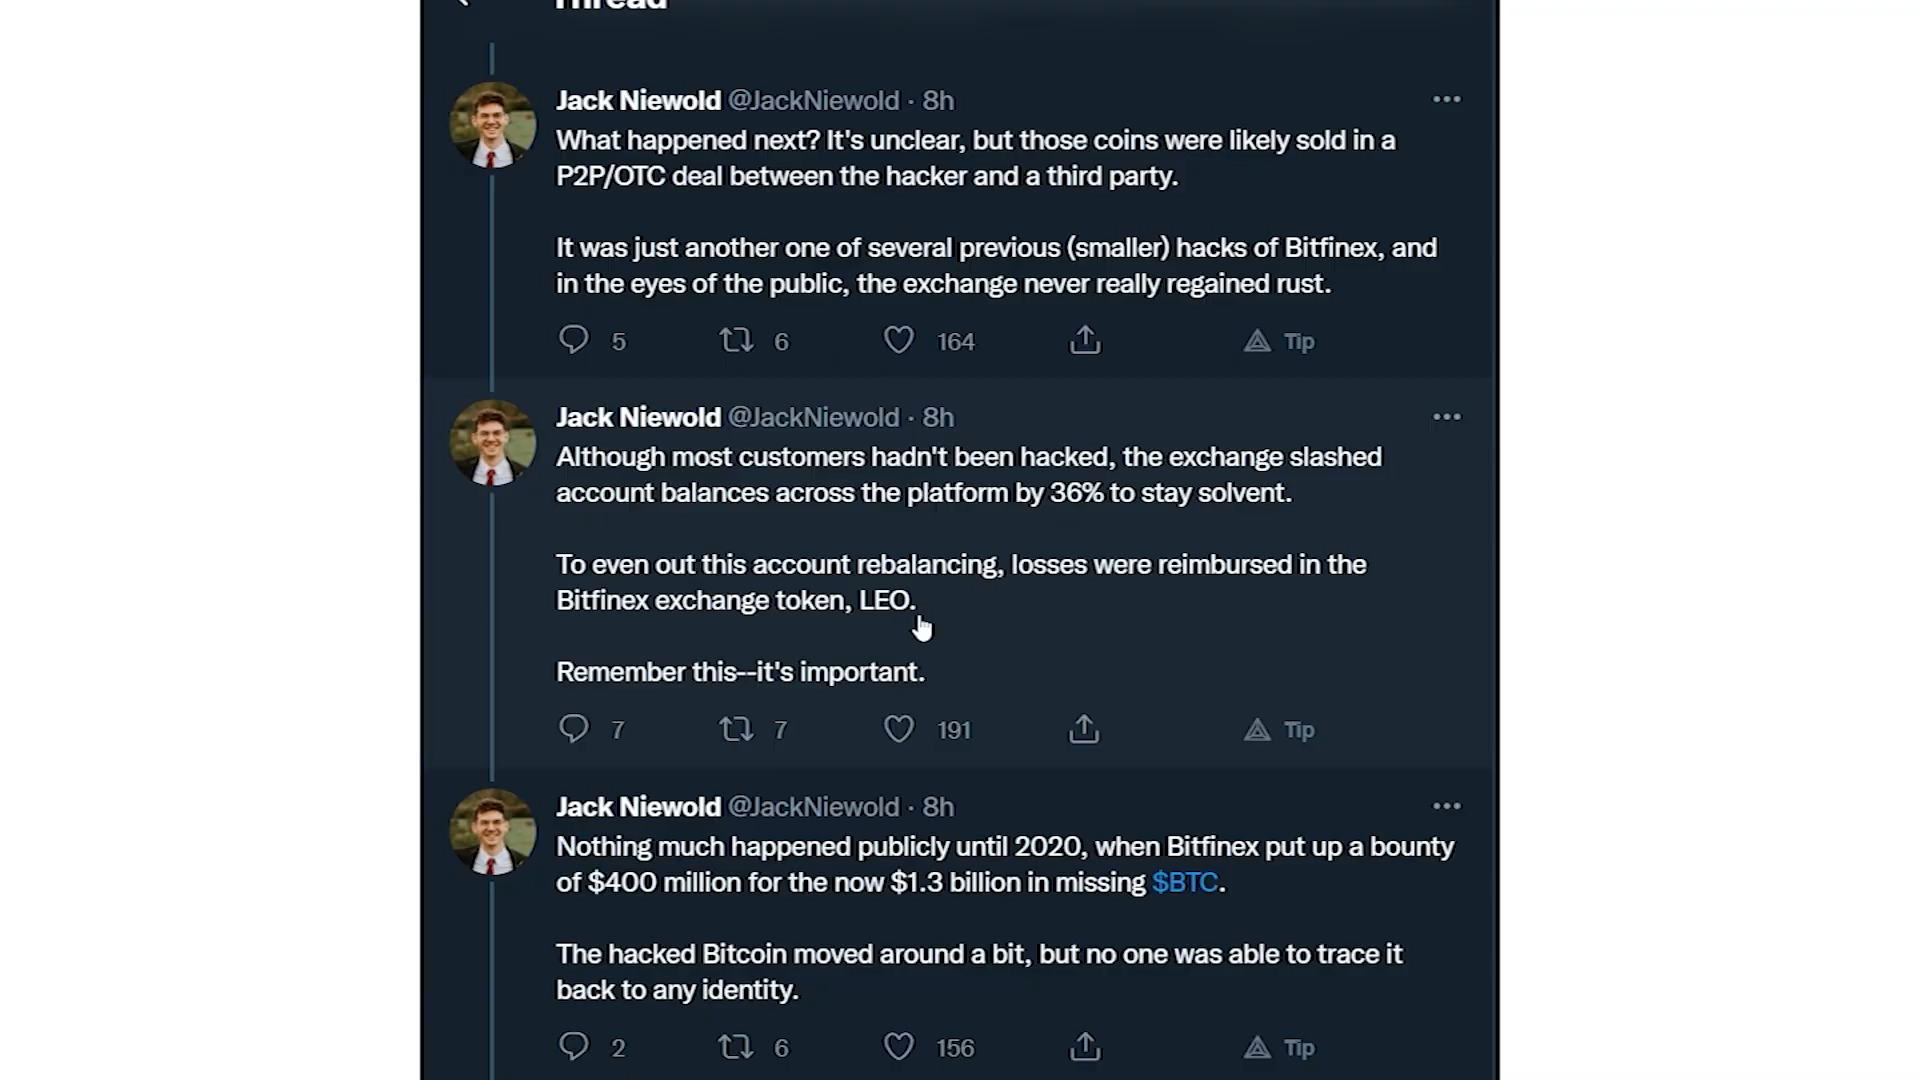 Thread
Jack Niewold @JackNiewold · 8h
What happened next? It's unclear, but those coins were likely sold in a
P2P/OTC deal between the hacker and a third party.
It was just another one of several previous (smaller) hacks of Bitfinex, and
in the eyes of the public, the exchange never really regained rust.
5 6 164 Tip
Jack Niewold @JackNiewold · 8h
Although most customers hadn't been hacked, the exchange slashed
account balances across the platform by 36% to stay solvent.
To even out this account rebalancing, losses were reimbursed in the
Bitfinex exchange token, LEO.
Remember this--it's important.
7 7 191 Tip
Jack Niewold @JackNiewold · 8h
Nothing much happened publicly until 2020, when Bitfinex put up a bounty
of $400 million for the now $1.3 billion in missing $BTC.
The hacked Bitcoin moved around a bit, but no one was able to trace it
back to any identity.
2 6 156 Tip